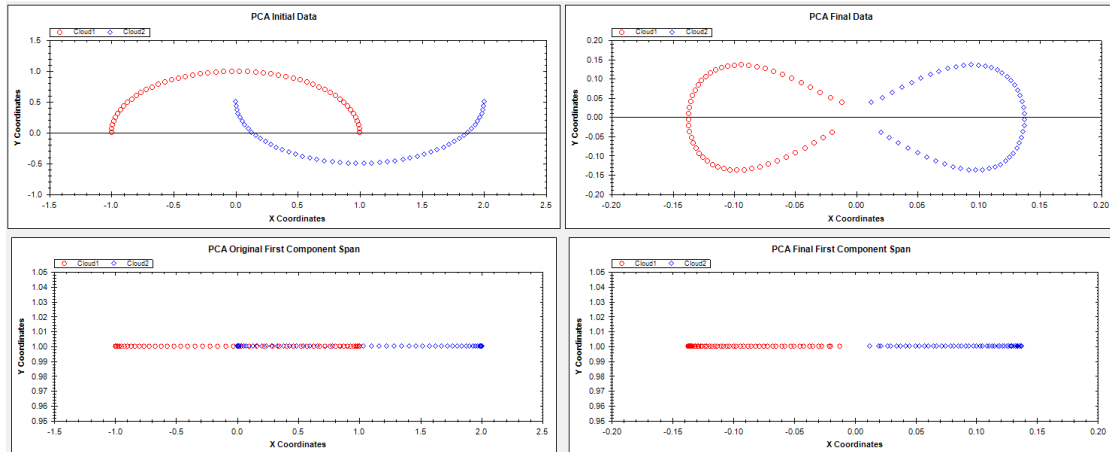 PCA Initial Data
Cloud1 Cloud2
1.5
1.0
0.5
0.0
-0.5
-1.0
Y Coordinates
-1.5 -1.0 -0.5 0.0 0.5 1.0 1.5 2.0 2.5
X Coordinates
PCA Final Data
Cloud1 Cloud2
0.20
0.15
0.10
0.05
0.00
-0.05
-0.10
-0.15
-0.20
Y Coordinates
-0.20 -0.15 -0.10 -0.05 0.00 0.05 0.10 0.15 0.20
X Coordinates
PCA Original First Component Span
Cloud1 Cloud2
1.05
1.04
1.03
1.02
1.01
1.00
0.99
0.98
0.97
0.96
0.95
Y Coordinates
-1.5 -1.0 -0.5 0.0 0.5 1.0 1.5 2.0 2.5
X Coordinates
PCA Final First Component Span
Cloud1 Cloud2
1.05
1.04
1.03
1.02
1.01
1.00
0.99
0.98
0.97
0.96
0.95
Y Coordinates
-0.20 -0.15 -0.10 -0.05 0.00 0.05 0.10 0.15 0.20
X Coordinates